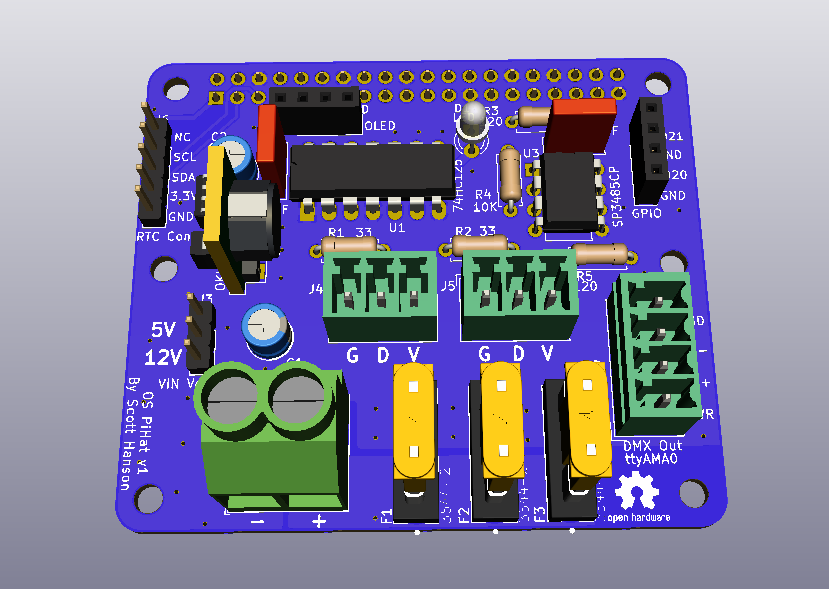 NC
SCL
SDA
3.3V
GND
RTC
OLED
74HC125
U1
R3
U3
SP3485CP
R4
10K
GND
GPIO
R1 33
R2 33
R5
120
J4
J5
J3
5V
12V
VIN
G D V
G D V
-
+
DMX Out
ttyAMA0
OS PiHat v1
By Scott Hanson
-
+
F1
F2
F3
open hardware